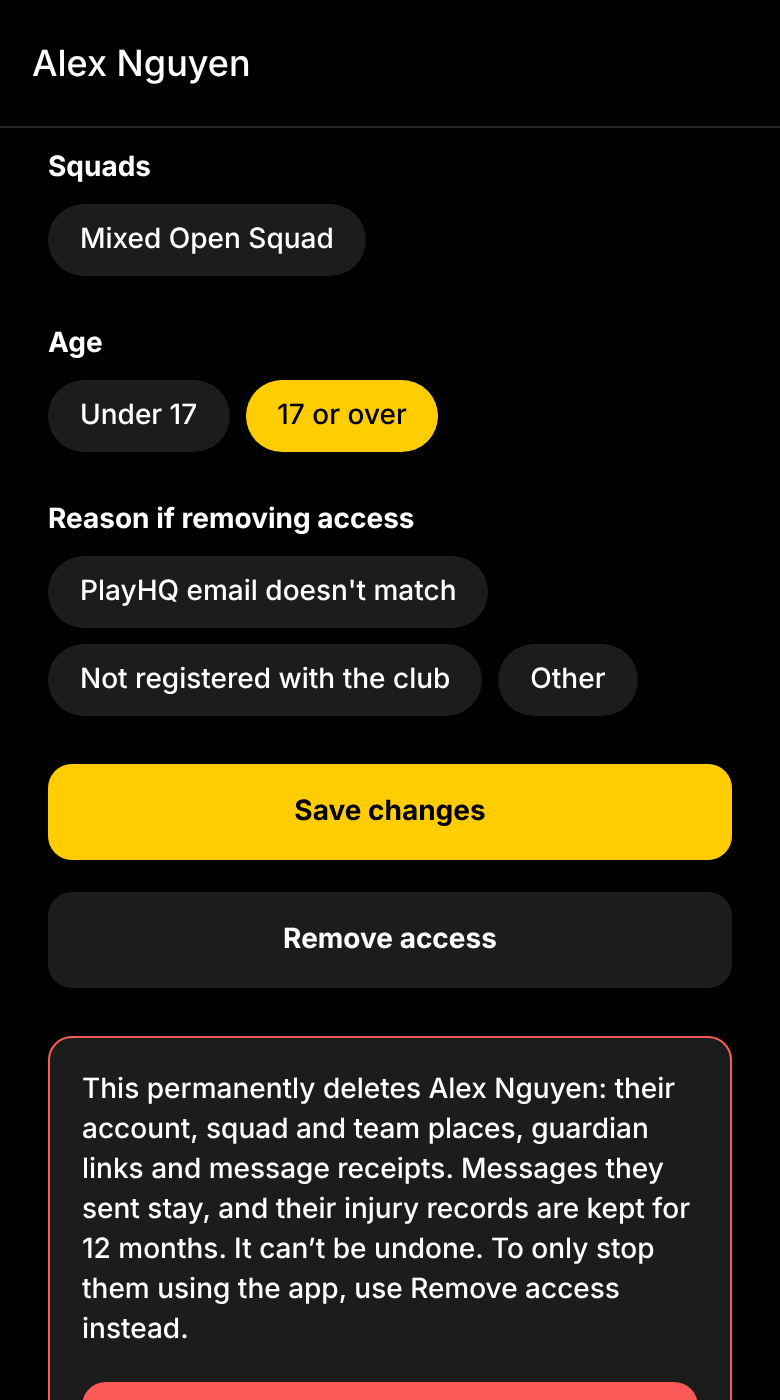 Alex Nguyen
Squads
Mixed Open Squad
Age
Under 17
17 or over
Reason if removing access
PlayHQ email doesn't match
Not registered with the club
Other
Save changes
Remove access
This permanently deletes Alex Nguyen: their
account, squad and team places, guardian
links and message receipts. Messages they
sent stay, and their injury records are kept for
12 months. It can’t be undone. To only stop
them using the app, use Remove access
instead.